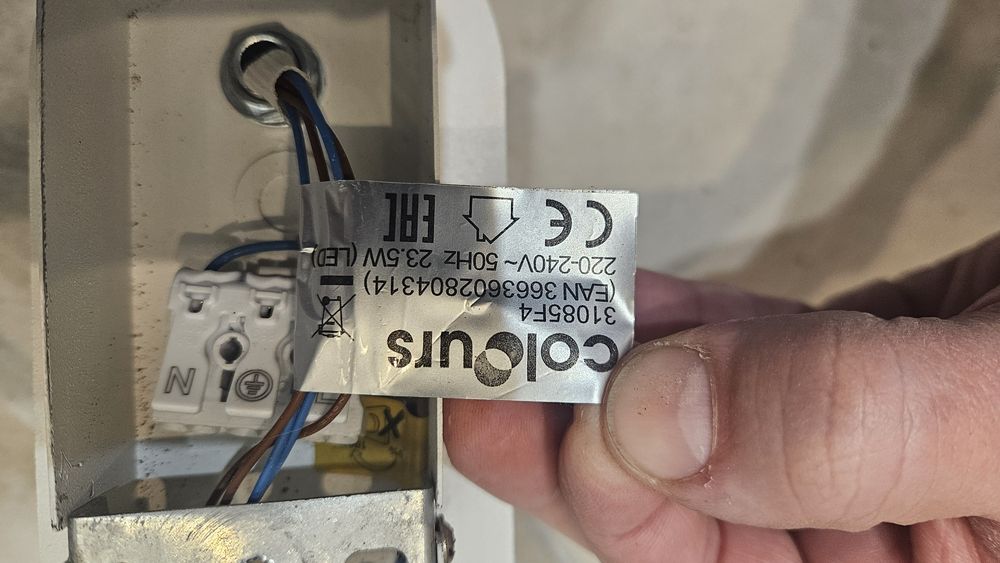 colours
31085F4
(EAN 3663602804314)
220-240V~ 50Hz 23.5W (LED)
CE
EAC
N
L